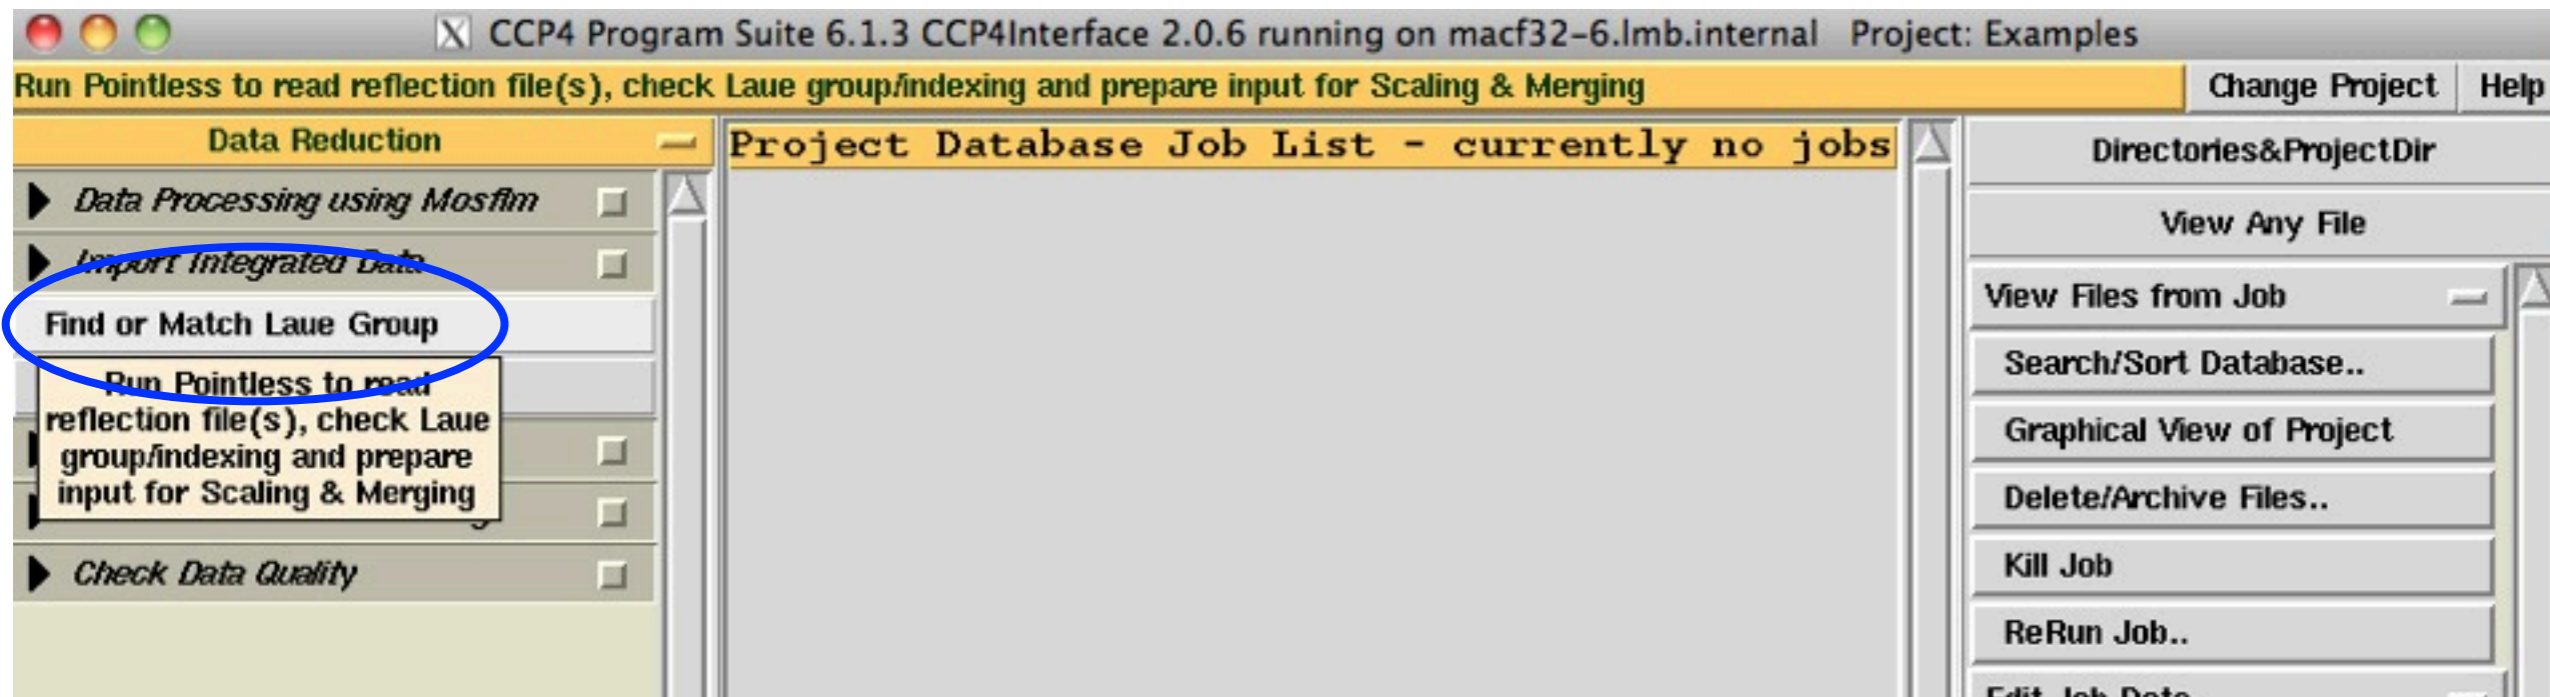 CCP4 Program Suite 6.1.3 CCP4Interface 2.0.6 running on macf32-6.lmb.internal Project: Examples
Run Pointless to read reflection file(s), check Laue group/indexing and prepare input for Scaling & Merging
Change Project
Help
Data Reduction
Data Processing using Mosflm
Import Integrated Data
Find or Match Laue Group
Run Pointless to read
reflection file(s), check Laue
group/indexing and prepare
input for Scaling & Merging
Check Data Quality
Project Database Job List - currently no jobs
Directories&ProjectDir
View Any File
View Files from Job
Search/Sort Database..
Graphical View of Project
Delete/Archive Files..
Kill Job
ReRun Job..
Edit Job Data